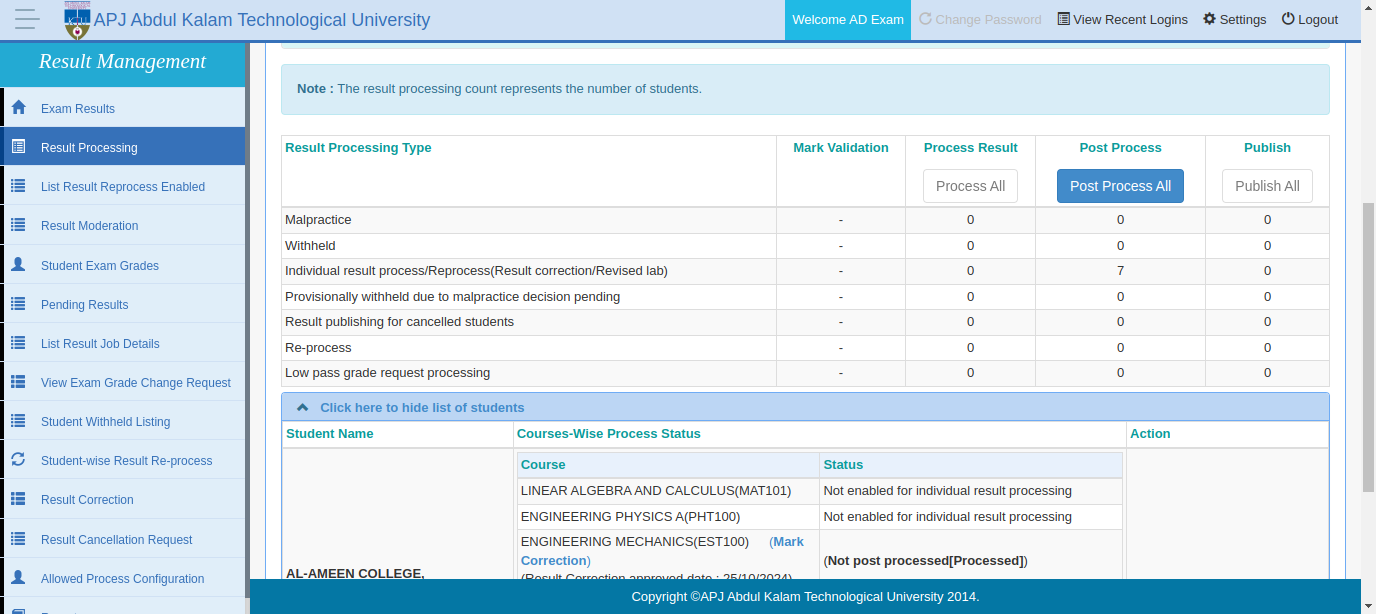 APJ Abdul Kalam Technological University
Welcome AD Exam
Change Password
View Recent Logins
Settings
Logout
Result Management
Exam Results
Result Processing
List Result Reprocess Enabled
Result Moderation
Student Exam Grades
Pending Results
List Result Job Details
View Exam Grade Change Request
Student Withheld Listing
Student-wise Result Re-process
Result Correction
Result Cancellation Request
Allowed Process Configuration
Note : The result processing count represents the number of students.
Result Processing Type Mark Validation Process Result Post Process Publish
Process All Post Process All Publish All
Malpractice - 0 0 0
Withheld - 0 0 0
Individual result process/Reprocess(Result correction/Revised lab) - 0 7 0
Provisionally withheld due to malpractice decision pending - 0 0 0
Result publishing for cancelled students - 0 0 0
Re-process - 0 0 0
Low pass grade request processing - 0 0 0
Click here to hide list of students
Student Name Courses-Wise Process Status Action
Course Status
LINEAR ALGEBRA AND CALCULUS(MAT101) Not enabled for individual result processing
ENGINEERING PHYSICS A(PHT100) Not enabled for individual result processing
ENGINEERING MECHANICS(EST100) (Mark
Correction) (Not post processed[Processed])
(Result Correction approved date : 25/10/2024)
AL-AMEEN COLLEGE,
Copyright ©APJ Abdul Kalam Technological University 2014.